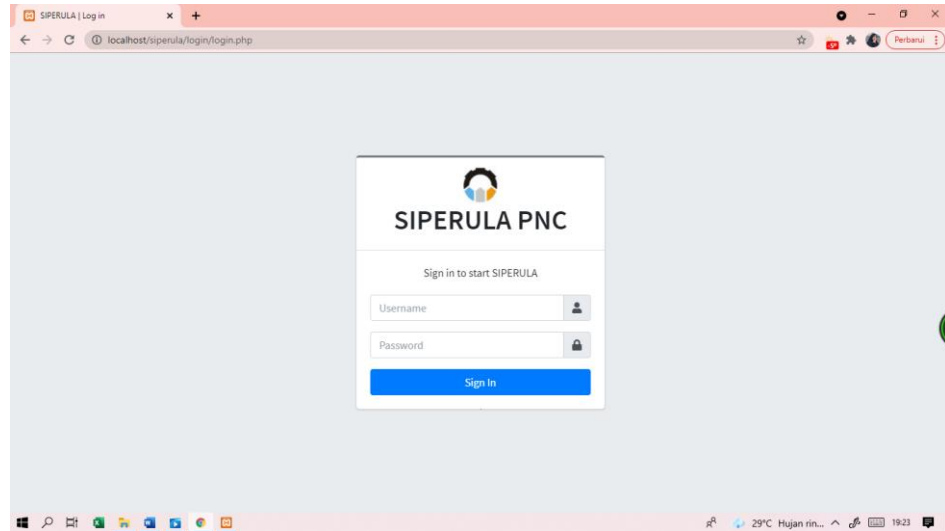 SIPERULA | Log in
localhost/siperula/login/login.php
Perbarui
SIPERULA PNC
Sign in to start SIPERULA
Username
Password
Sign In
29°C Hujan rin...
19:23